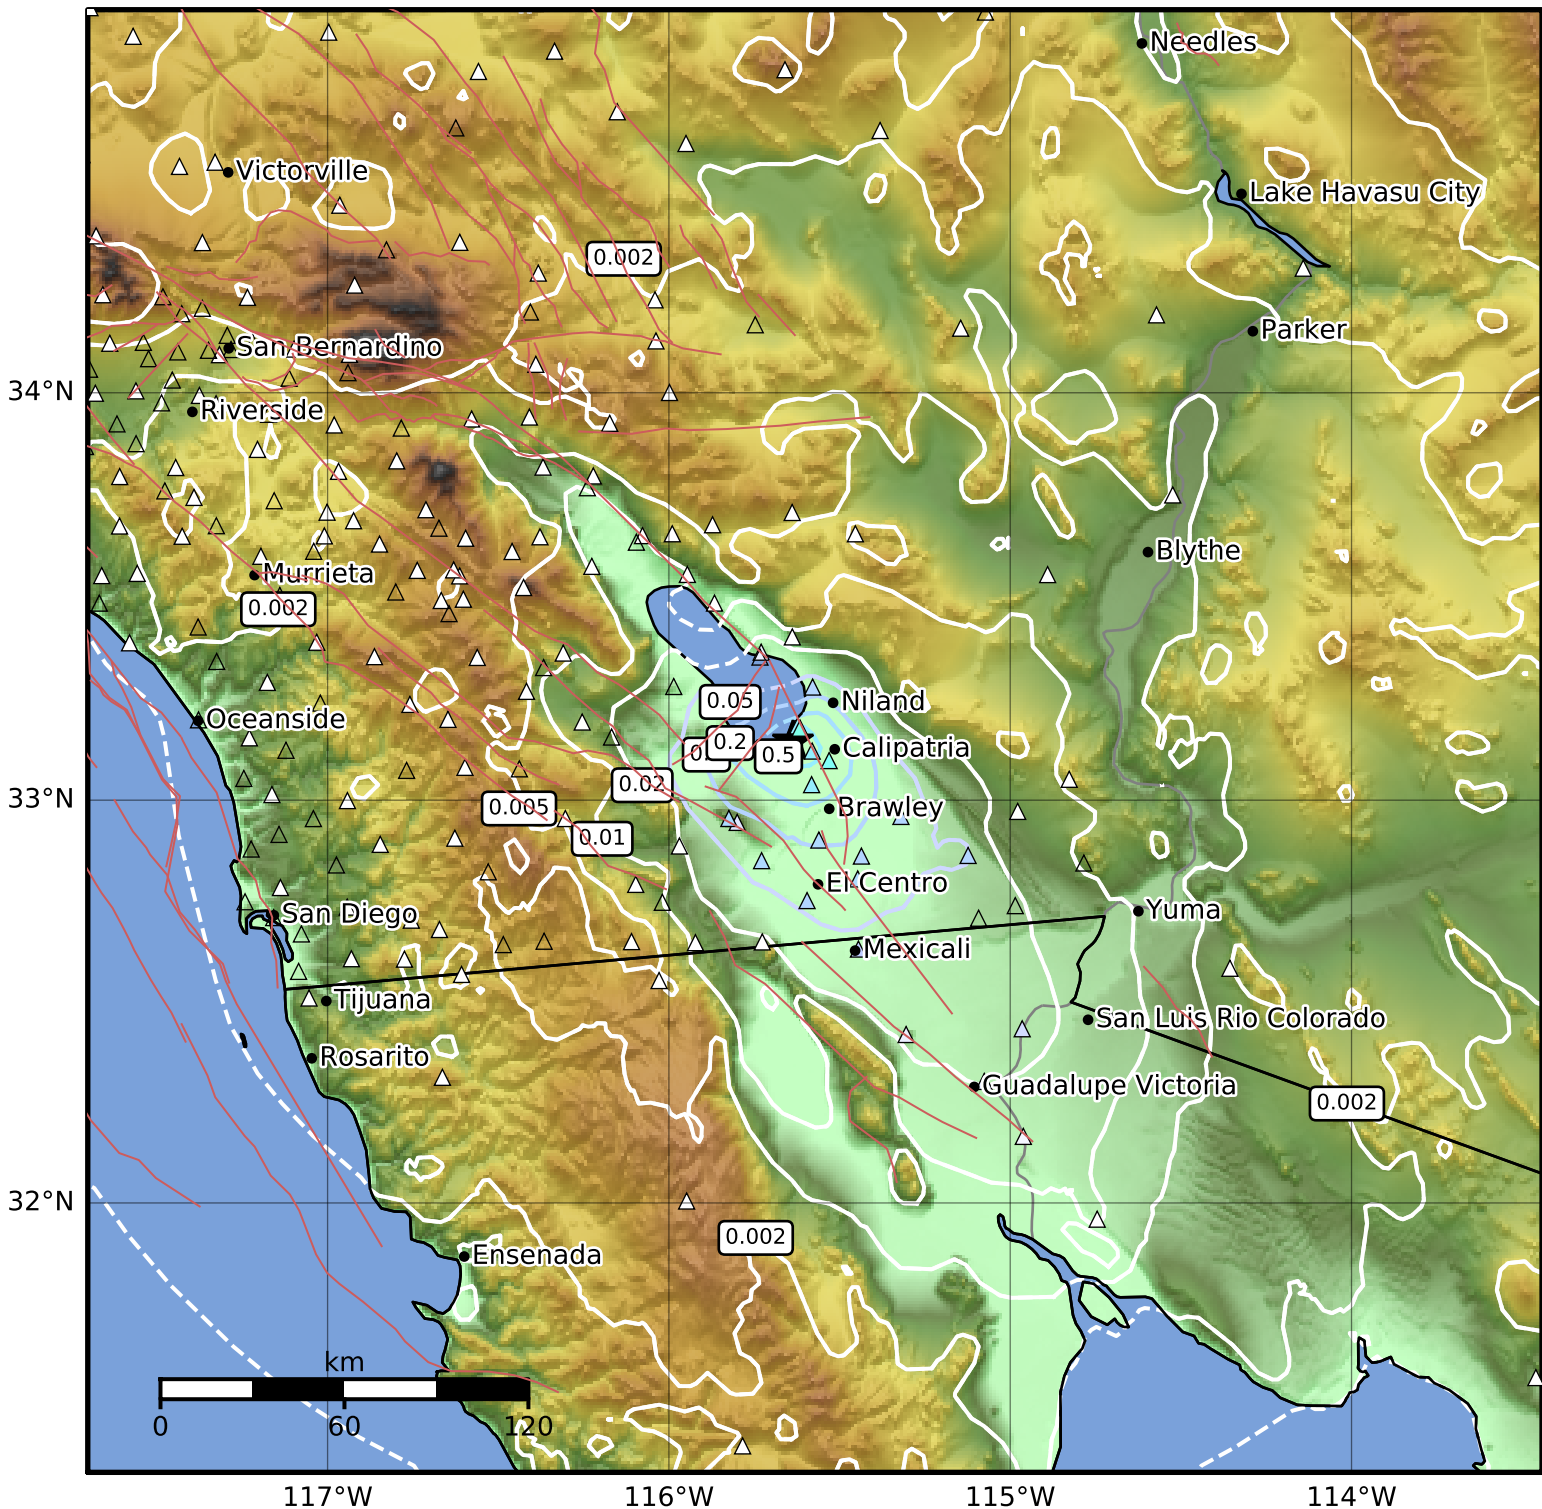 Needles
Victorville
Lake Havasu City
0.002
Parker
San Bernardino
34°N
Riverside
Blythe
Murrieta
0.002
Niland
0.05
Oceanside
0.2
Calipatria
0.5
0.02
33°N
0.005
Brawley
0.01
El Centro
Yuma
San Diego
Mexicali
Tijuana
San Luis Rio Colorado
Rosarito
Guadalupe Victoria
0.002
32°N
0.002
Ensenada
km
0 60 120
117°W 116°W 115°W 114°W